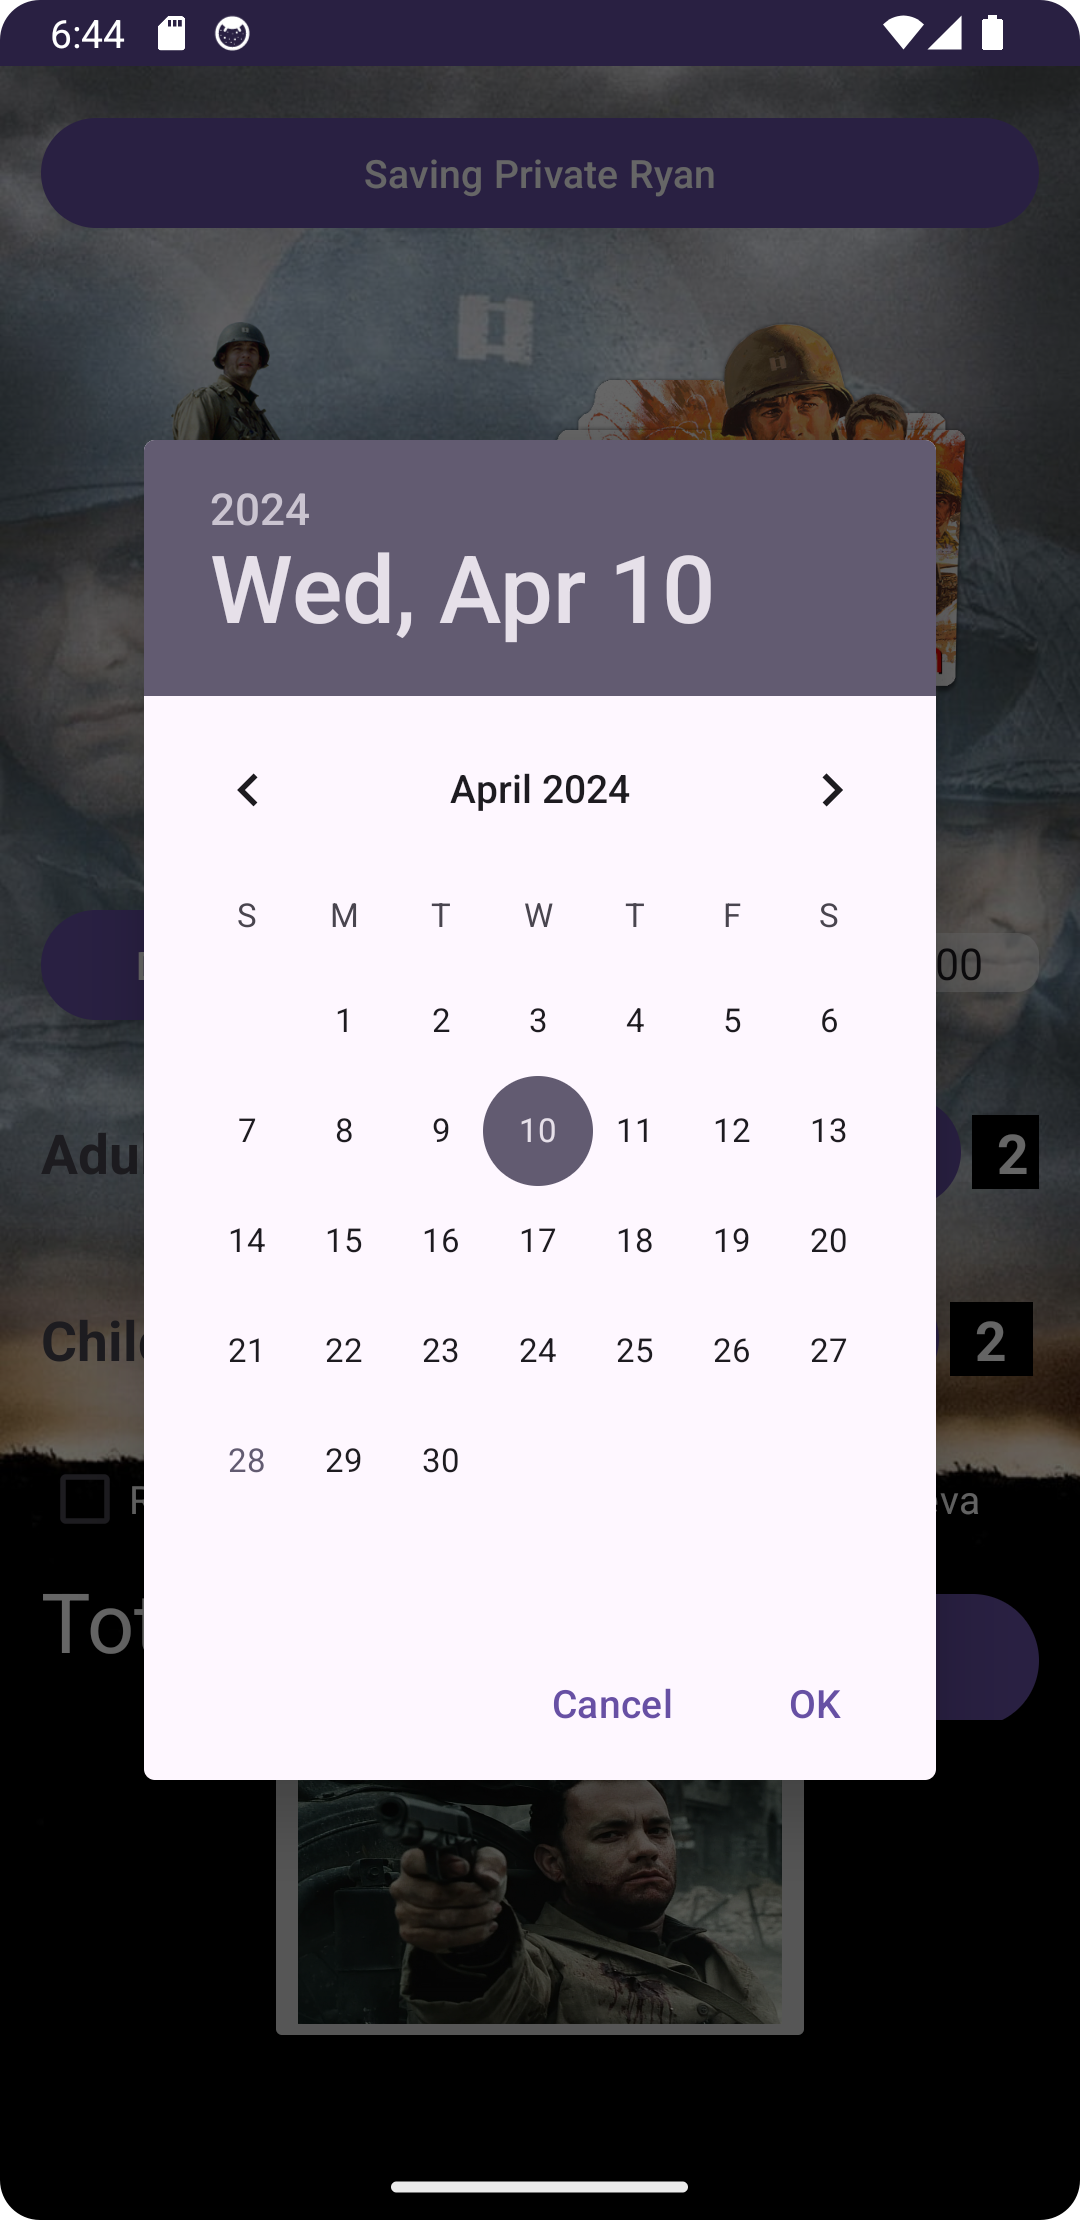 6:44
Saving Private Ryan
2024
Wed, Apr 10
April 2024
S M T W T F S
1 2 3 4 5 6
7 8 9 10 11 12 13
14 15 16 17 18 19 20
21 22 23 24 25 26 27
28 29 30
Cancel OK
00
Adu 2
Chil 2
eva
Tot